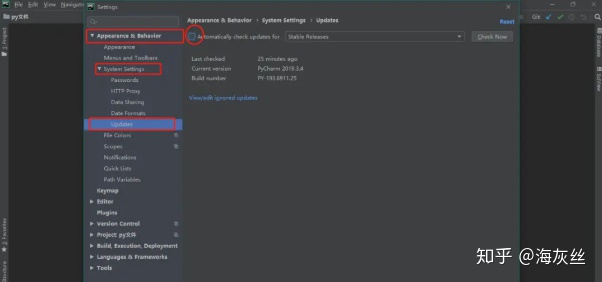 File Edit View Navigate
Settings
py文件
Git:
1: Project
Appearance & Behavior
Appearance
Menus and Toolbars
System Settings
Passwords
HTTP Proxy
Data Sharing
Date Formats
Updates
File Colors
Scopes
Notifications
Quick Lists
Path Variables
Keymap
Editor
Plugins
Version Control
Project: py文件
Build, Execution, Deployment
Languages & Frameworks
Tools
Appearance & Behavior › System Settings › Updates
Reset
Automatically check updates for
Stable Releases
Check Now
Last checked
25 minutes ago
Current version
PyCharm 2019.3.4
Build number
PY-193.6911.25
View/edit ignored updates
Database
SciView
2: Favorites
Structure
知乎 @海灰丝